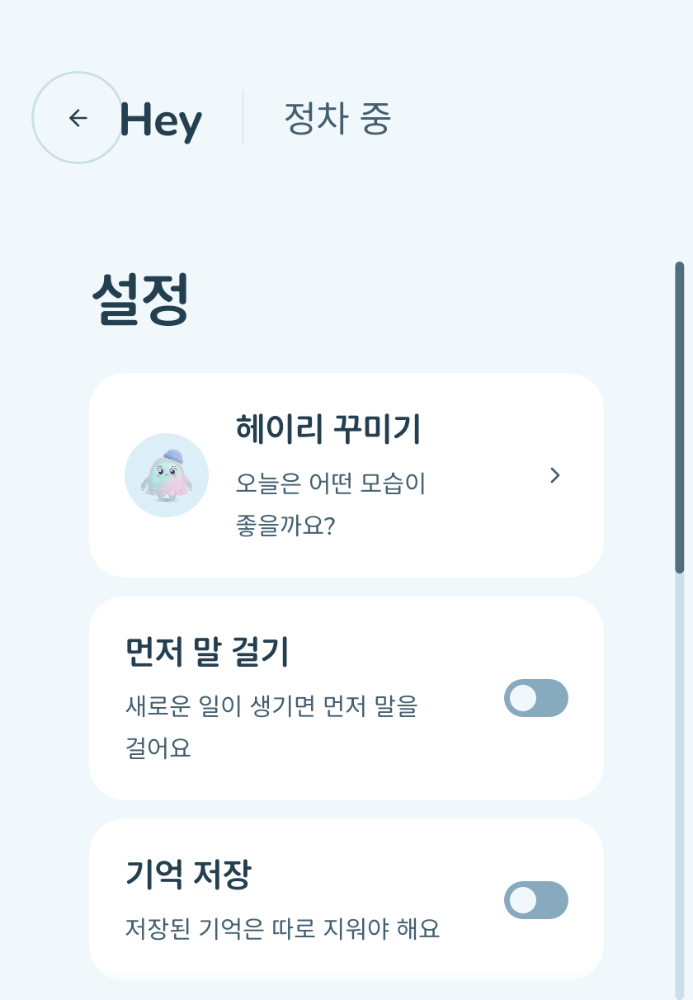 Hey
정차 중
설정
헤이리 꾸미기
오늘은 어떤 모습이
좋을까요?
먼저 말 걸기
새로운 일이 생기면 먼저 말을
걸어요
기억 저장
저장된 기억은 따로 지워야 해요